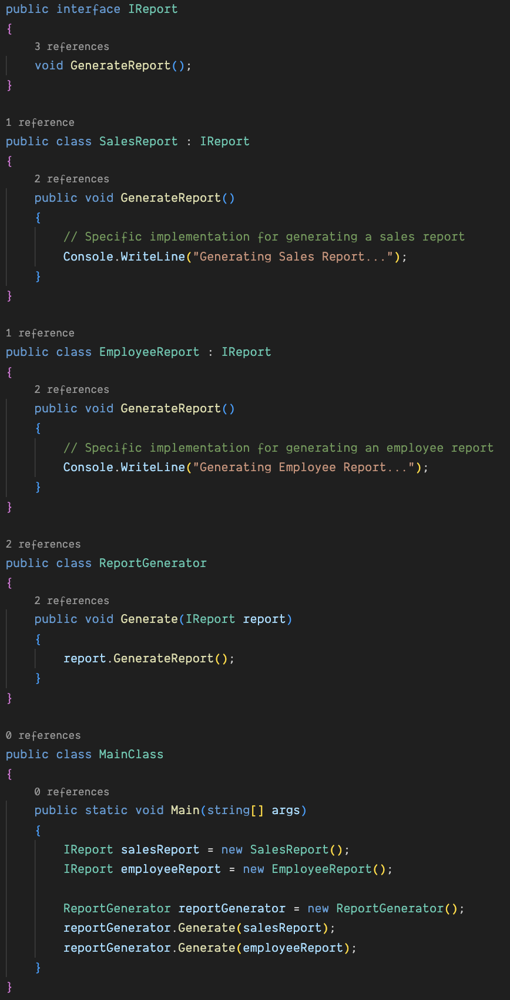 public interface IReport
{
3 references
void GenerateReport();
}
1 reference
public class SalesReport : IReport
{
2 references
public void GenerateReport()
{
// Specific implementation for generating a sales report
Console.WriteLine("Generating Sales Report...");
}
}
1 reference
public class EmployeeReport : IReport
{
2 references
public void GenerateReport()
{
// Specific implementation for generating an employee report
Console.WriteLine("Generating Employee Report...");
}
}
2 references
public class ReportGenerator
{
2 references
public void Generate(IReport report)
{
report.GenerateReport();
}
}
0 references
public class MainClass
{
0 references
public static void Main(string[] args)
{
IReport salesReport = new SalesReport();
IReport employeeReport = new EmployeeReport();
ReportGenerator reportGenerator = new ReportGenerator();
reportGenerator.Generate(salesReport);
reportGenerator.Generate(employeeReport);
}
}